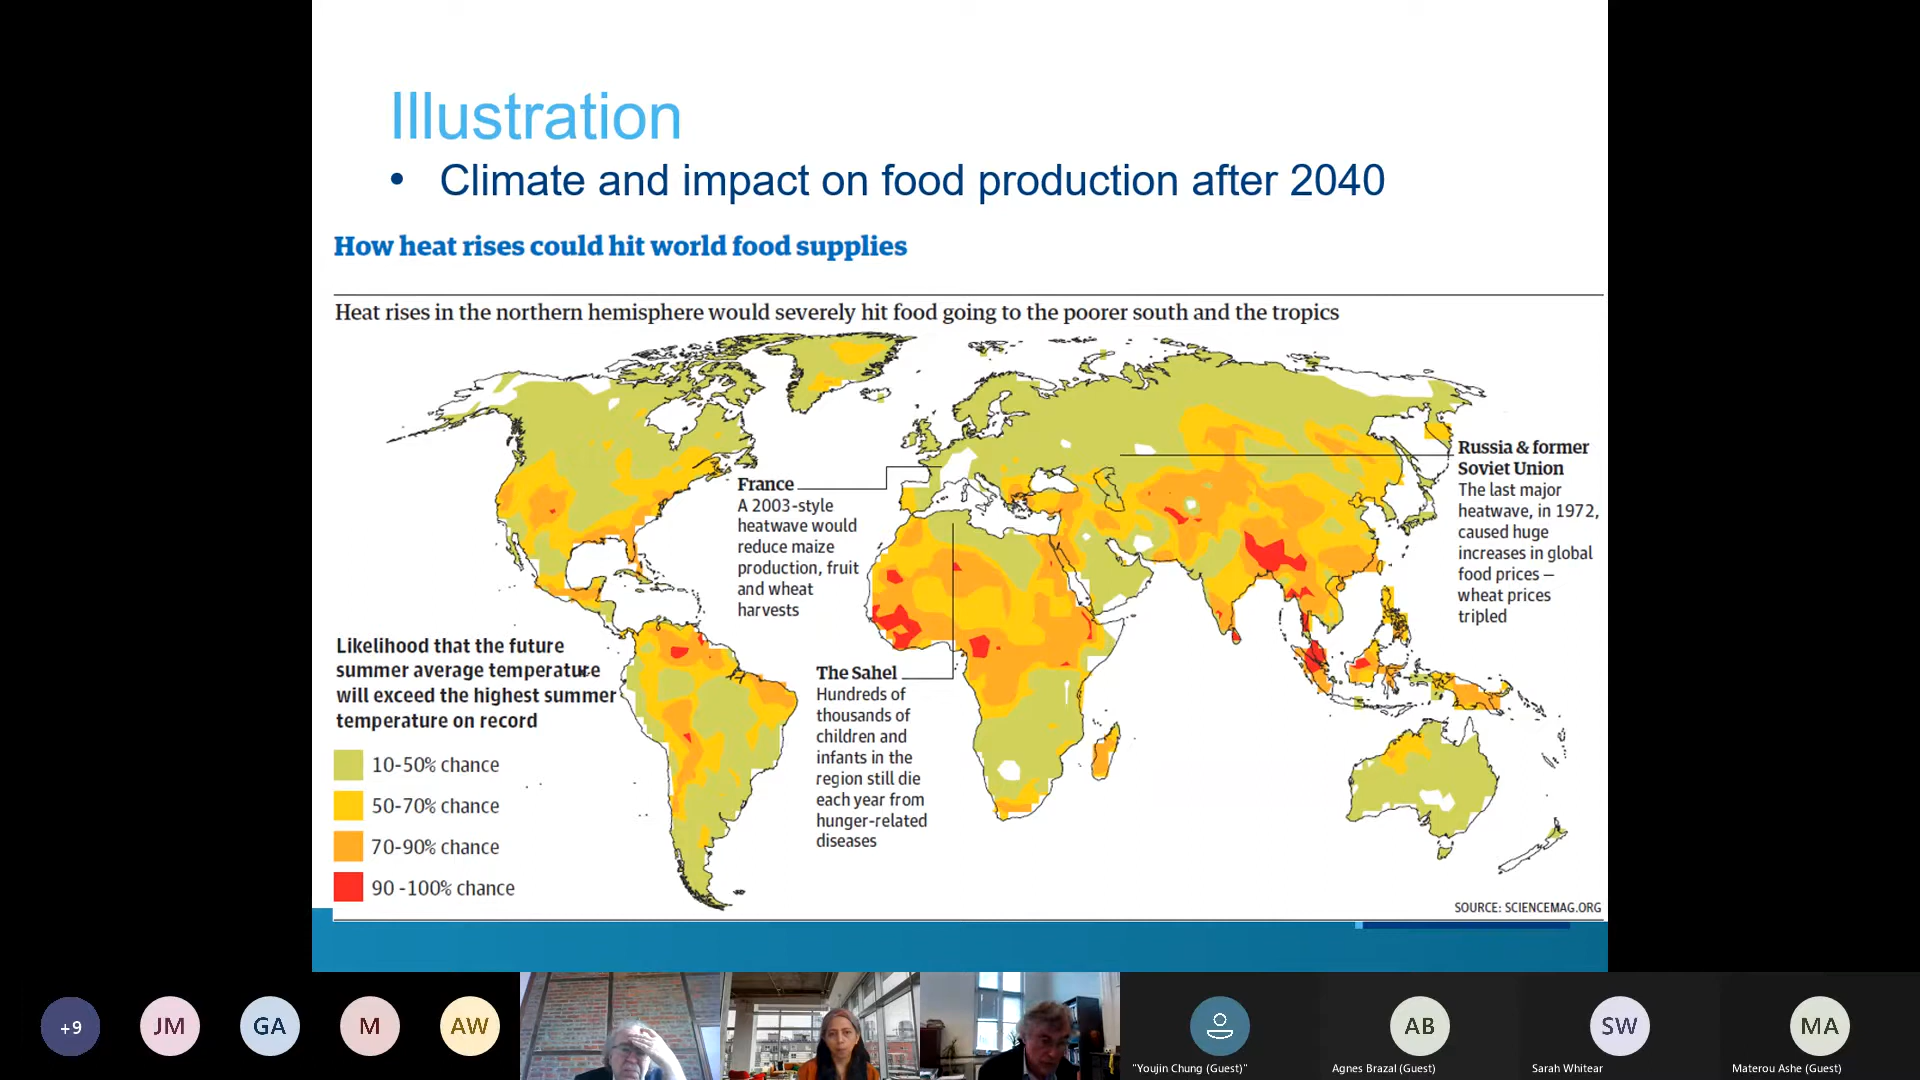 Illustration
• Climate and impact on food production after 2040
How heat rises could hit world food supplies
Heat rises in the northern hemisphere would severely hit food going to the poorer south and the tropics
France
A 2003-style
heatwave would
reduce maize
production, fruit
and wheat
harvests
Russia & former
Soviet Union
The last major
heatwave, in 1972,
caused huge
increases in global
food prices –
wheat prices
tripled
The Sahel
Hundreds of
thousands of
children and
infants in the
region still die
each year from
hunger-related
diseases
Likelihood that the future
summer average temperature
will exceed the highest summer
temperature on record
10-50% chance
50-70% chance
70-90% chance
90 -100% chance
SOURCE: SCIENCEMAG.ORG
+9
JM
GA
M
AW
"Youjin Chung (Guest)"
AB
Agnes Brazal (Guest)
SW
Sarah Whitear
MA
Materou Ashe (Guest)